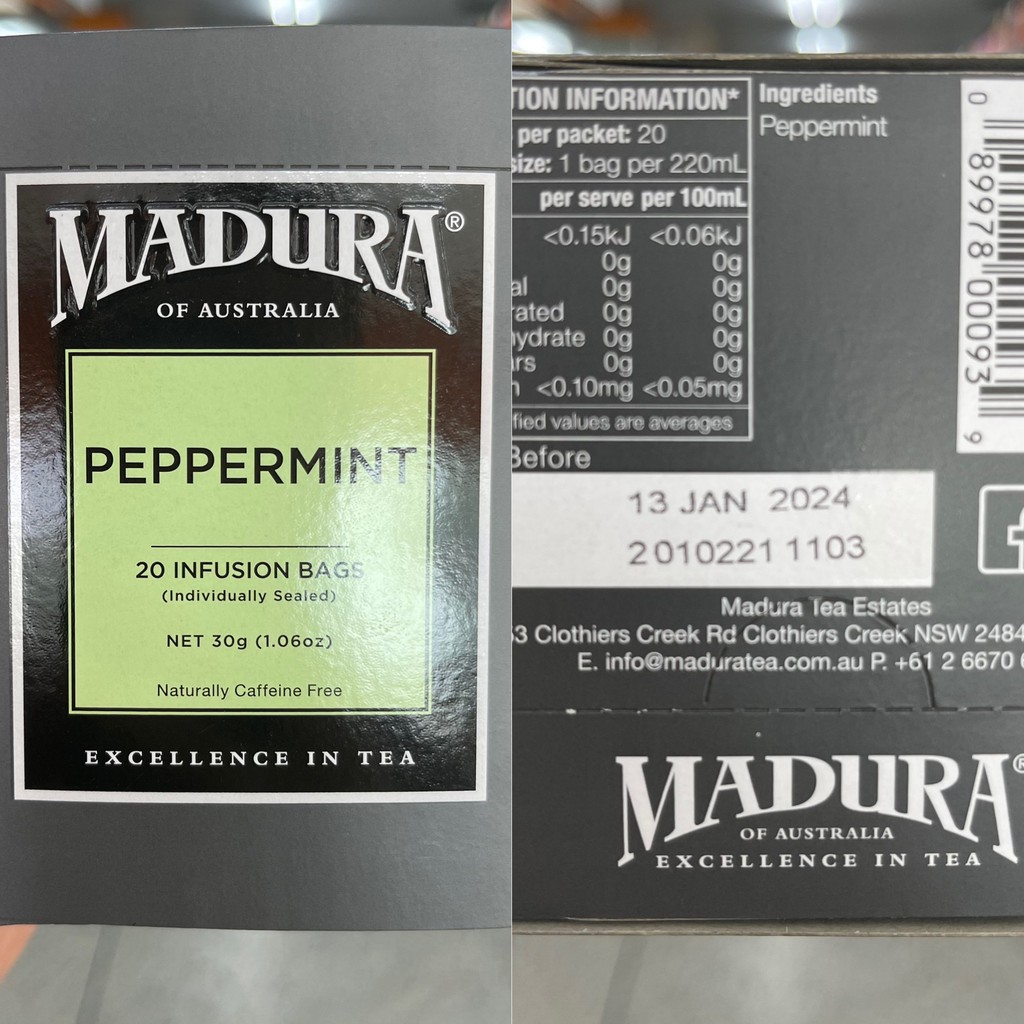 MADURA®
OF AUSTRALIA
PEPPERMINT
20 INFUSION BAGS
(Individually Sealed)
NET 30g (1.06oz)
Naturally Caffeine Free
EXCELLENCE IN TEA
TION INFORMATION*
per packet: 20
size: 1 bag per 220mL
per serve per 100mL
<0.15kJ <0.06kJ
0g 0g
al 0g 0g
rated 0g 0g
ydrate 0g 0g
rs 0g 0g
<0.10mg <0.05mg
fied values are averages
Ingredients
Peppermint
0 89978 00093 9
Before
13 JAN 2024
2010221 1103
f
Madura Tea Estates
3 Clothiers Creek Rd Clothiers Creek NSW 2484
E. info@maduratea.com.au P. +61 2 6670
MADURA®
OF AUSTRALIA
EXCELLENCE IN TEA